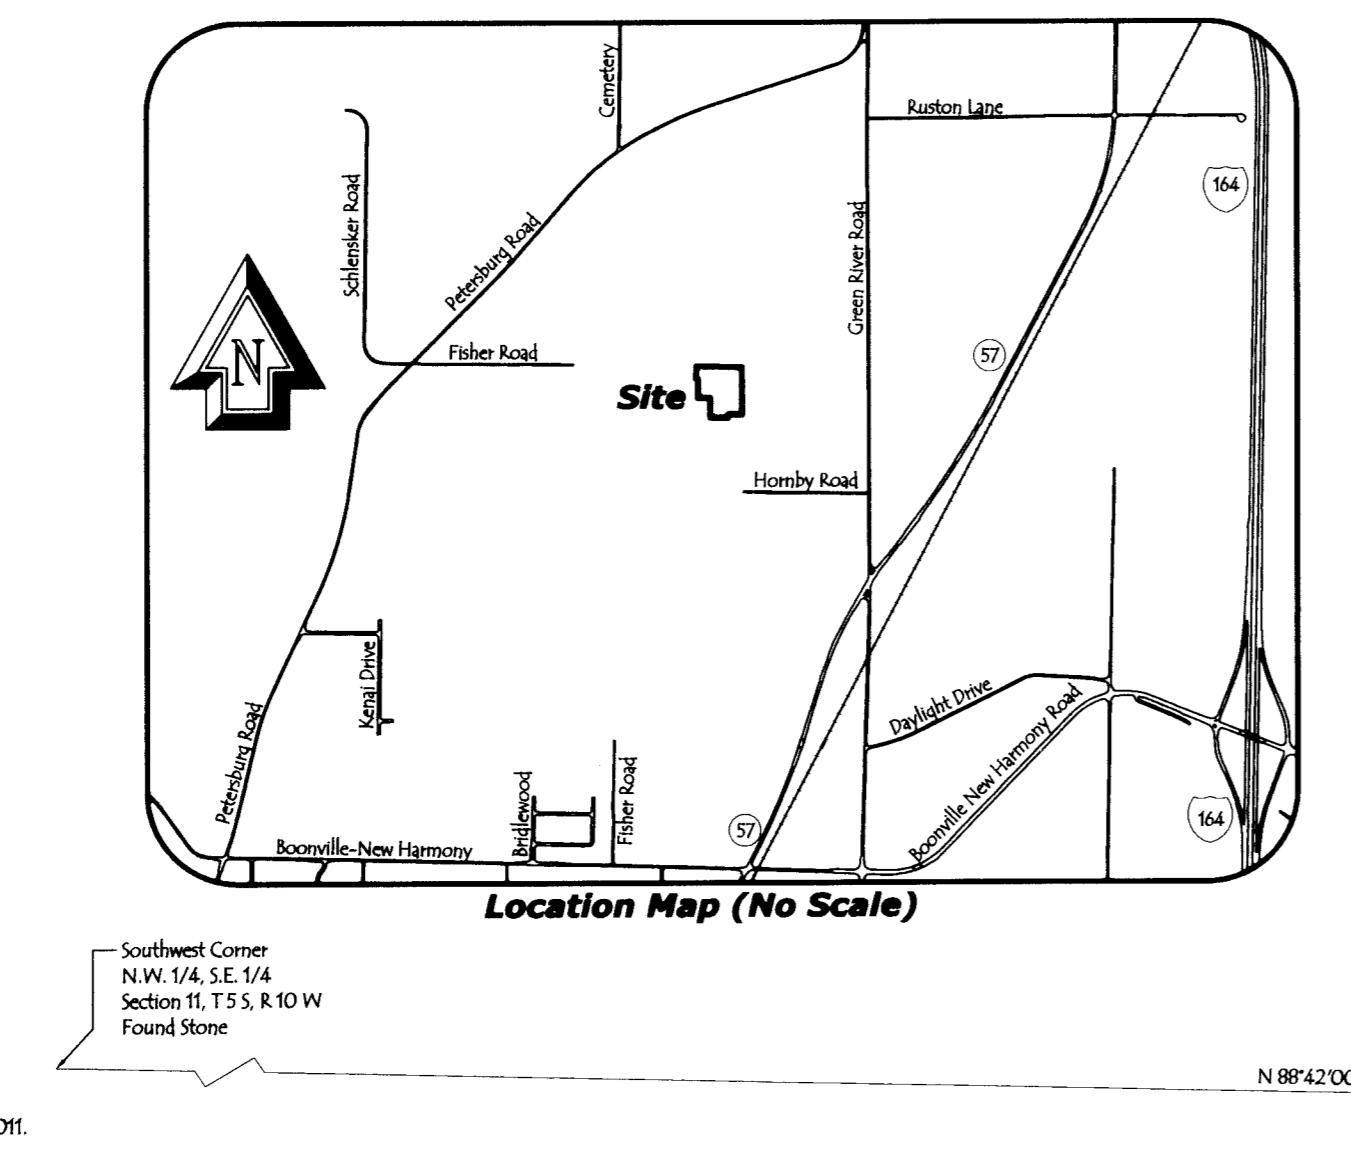 Cemetery
Ruston Lane
164
Schlensker Road
Petersburg Road
Green River Road
N
Fisher Road
57
Site
Hornby Road
Kenai Drive
Petersburg Road
Daylight Drive
Boonville New Harmony Road
Bridlewood
Fisher Road
57
164
Boonville-New Harmony
Location Map (No Scale)
Southwest Corner
N.W. 1/4, S.E. 1/4
Section 11, T 5 S, R 10 W
Found Stone
N 88°42'00
011.